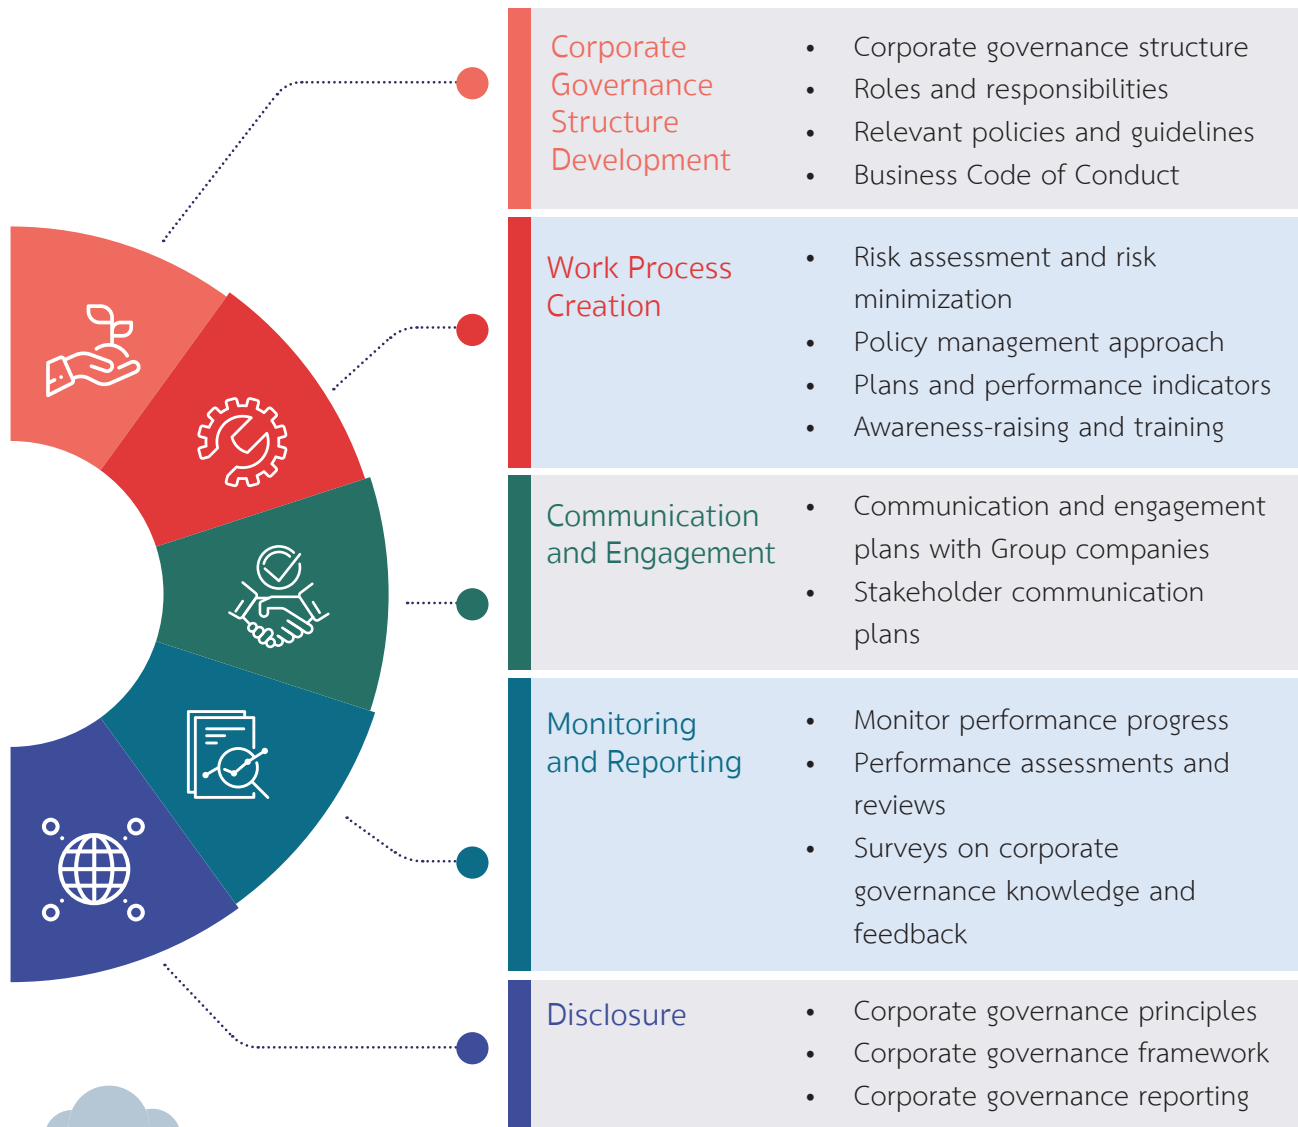 Corporate
Governance
Structure
Development
• Corporate governance structure
• Roles and responsibilities
• Relevant policies and guidelines
• Business Code of Conduct
Work Process
Creation
• Risk assessment and risk
minimization
• Policy management approach
• Plans and performance indicators
• Awareness-raising and training
Communication
and Engagement
• Communication and engagement
plans with Group companies
• Stakeholder communication
plans
Monitoring
and Reporting
• Monitor performance progress
• Performance assessments and
reviews
• Surveys on corporate
governance knowledge and
feedback
Disclosure
• Corporate governance principles
• Corporate governance framework
• Corporate governance reporting